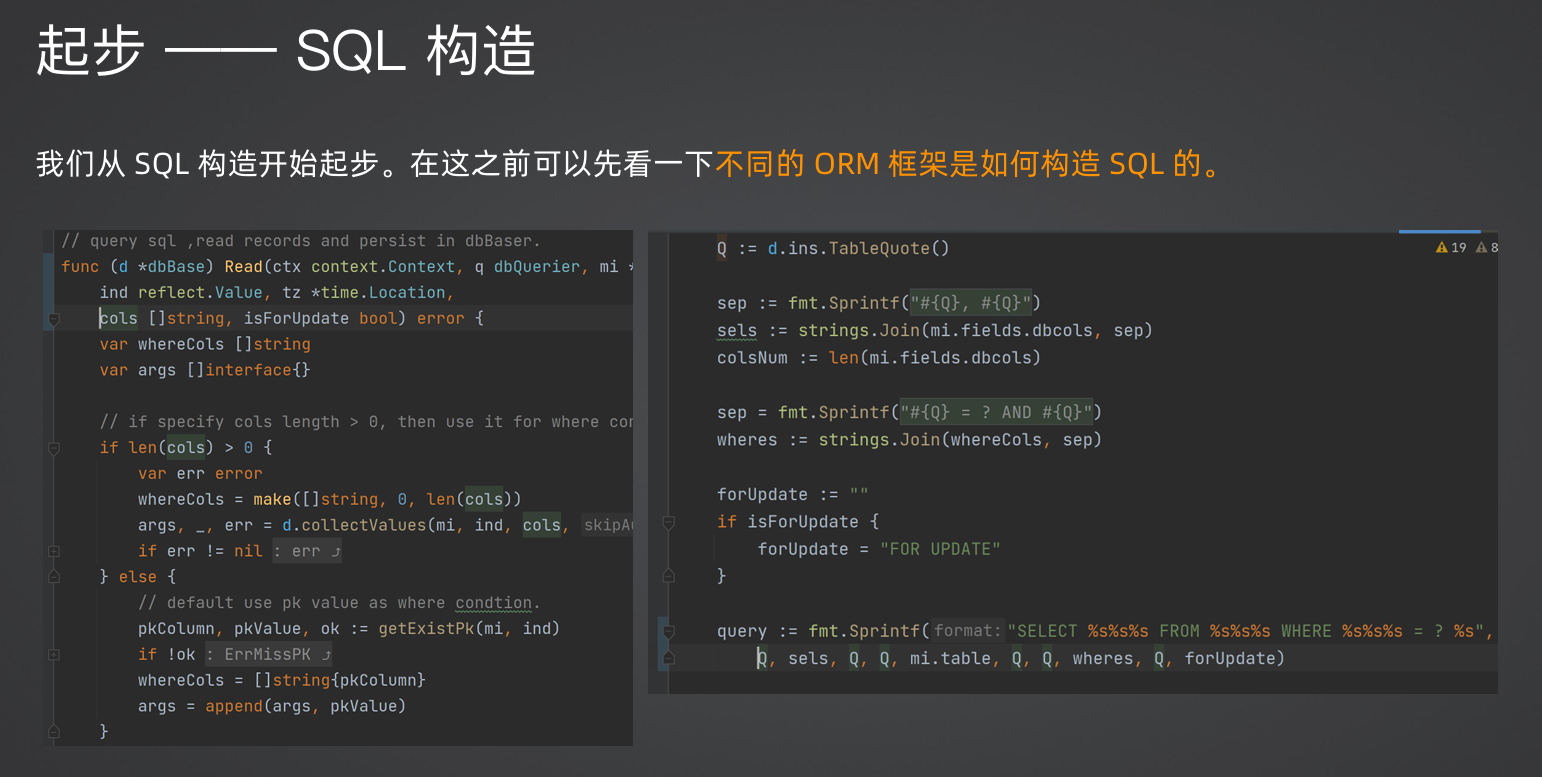 起步 —— SQL 构造
我们从 SQL 构造开始起步。在这之前可以先看一下不同的 ORM 框架是如何构造 SQL 的。
// query sql ,read records and persist in dbBaser.
func (d *dbBase) Read(ctx context.Context, q dbQuerier, mi *
ind reflect.Value, tz *time.Location,
cols []string, isForUpdate bool) error {
var whereCols []string
var args []interface{}
// if specify cols length > 0, then use it for where con
if len(cols) > 0 {
var err error
whereCols = make([]string, 0, len(cols))
args, _, err = d.collectValues(mi, ind, cols, skipAu
if err != nil : err ⤴
} else {
// default use pk value as where condtion.
pkColumn, pkValue, ok := getExistPk(mi, ind)
if !ok : ErrMissPK ⤴
whereCols = []string{pkColumn}
args = append(args, pkValue)
}
Q := d.ins.TableQuote()
19 8
sep := fmt.Sprintf("#{Q}, #{Q}")
sels := strings.Join(mi.fields.dbcols, sep)
colsNum := len(mi.fields.dbcols)
sep = fmt.Sprintf("#{Q} = ? AND #{Q}")
wheres := strings.Join(whereCols, sep)
forUpdate := ""
if isForUpdate {
forUpdate = "FOR UPDATE"
}
query := fmt.Sprintf( format: "SELECT %s%s%s FROM %s%s%s WHERE %s%s%s = ? %s",
Q, sels, Q, Q, mi.table, Q, Q, wheres, Q, forUpdate)